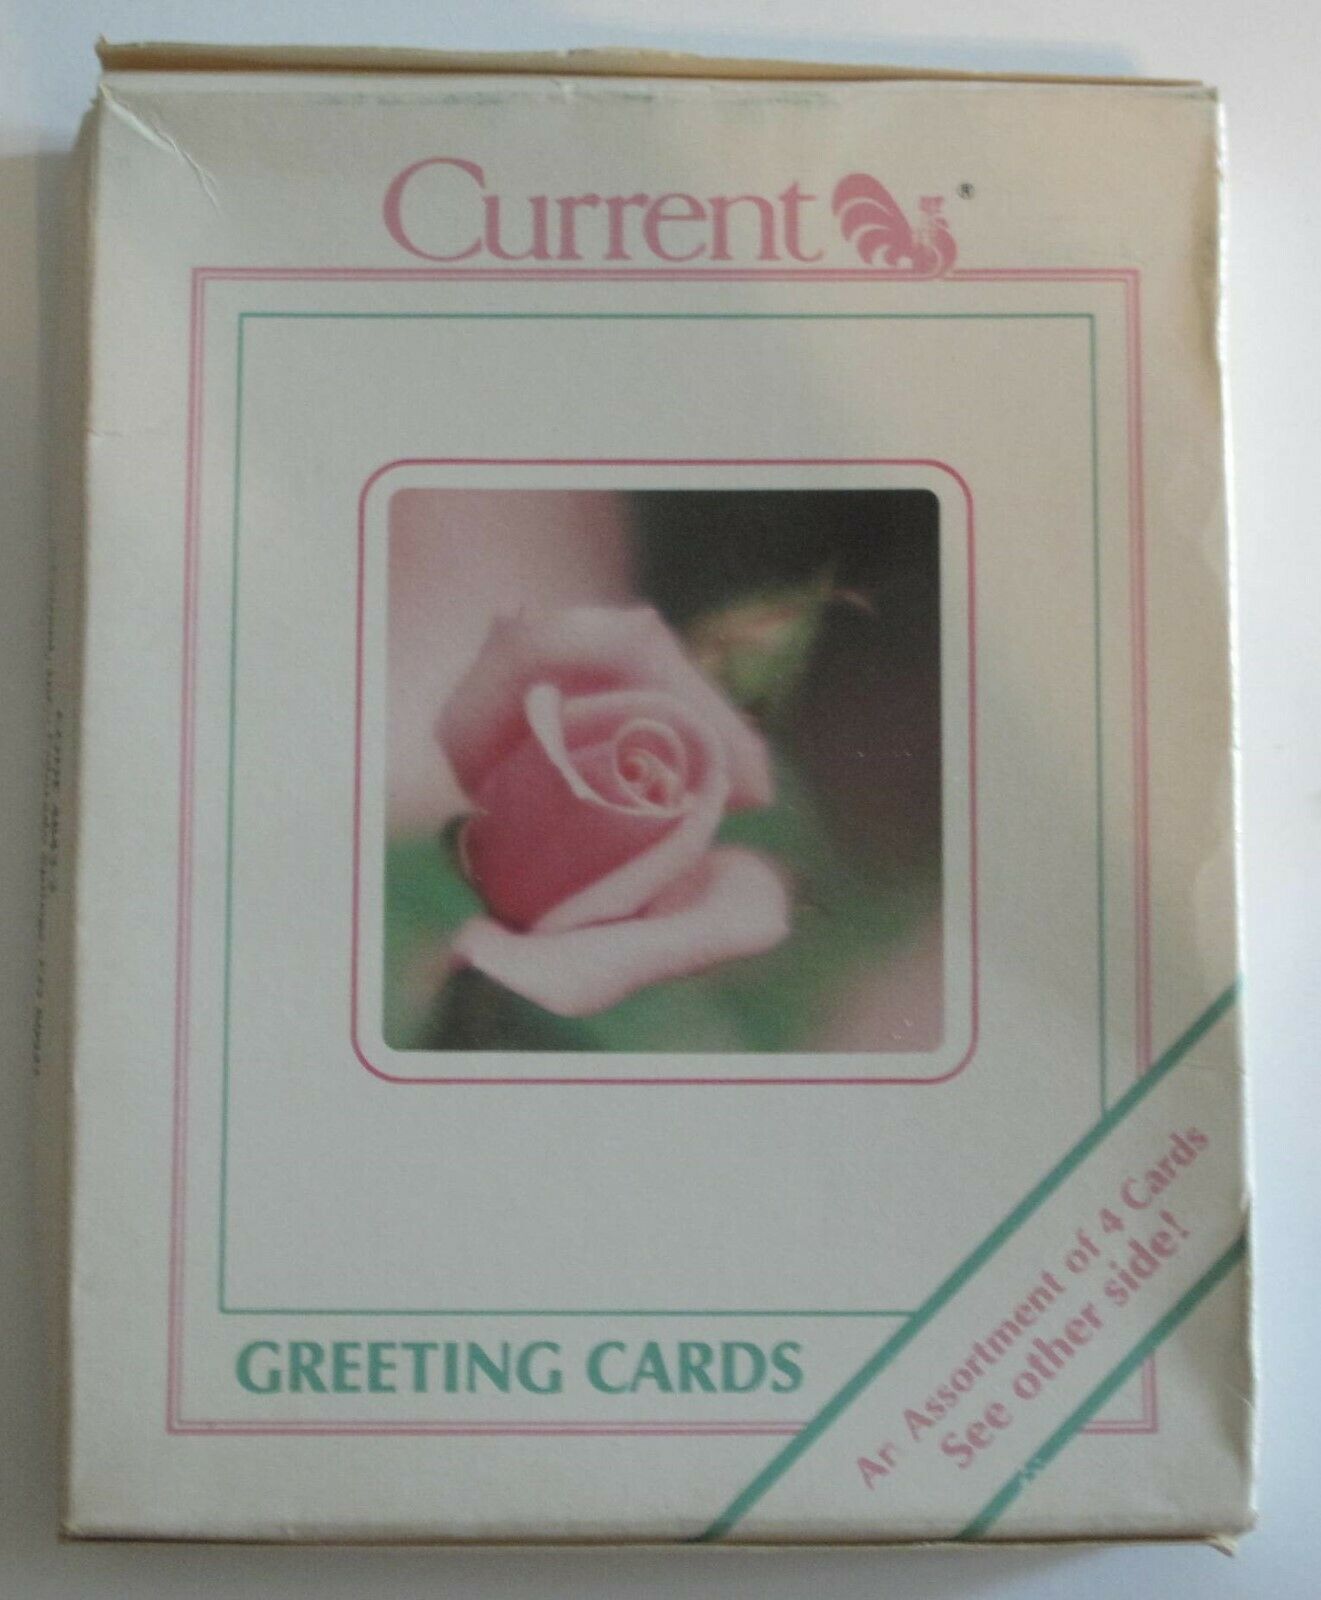 Current ®
GREETING CARDS
An Assortment of 4 Cards
See other side!